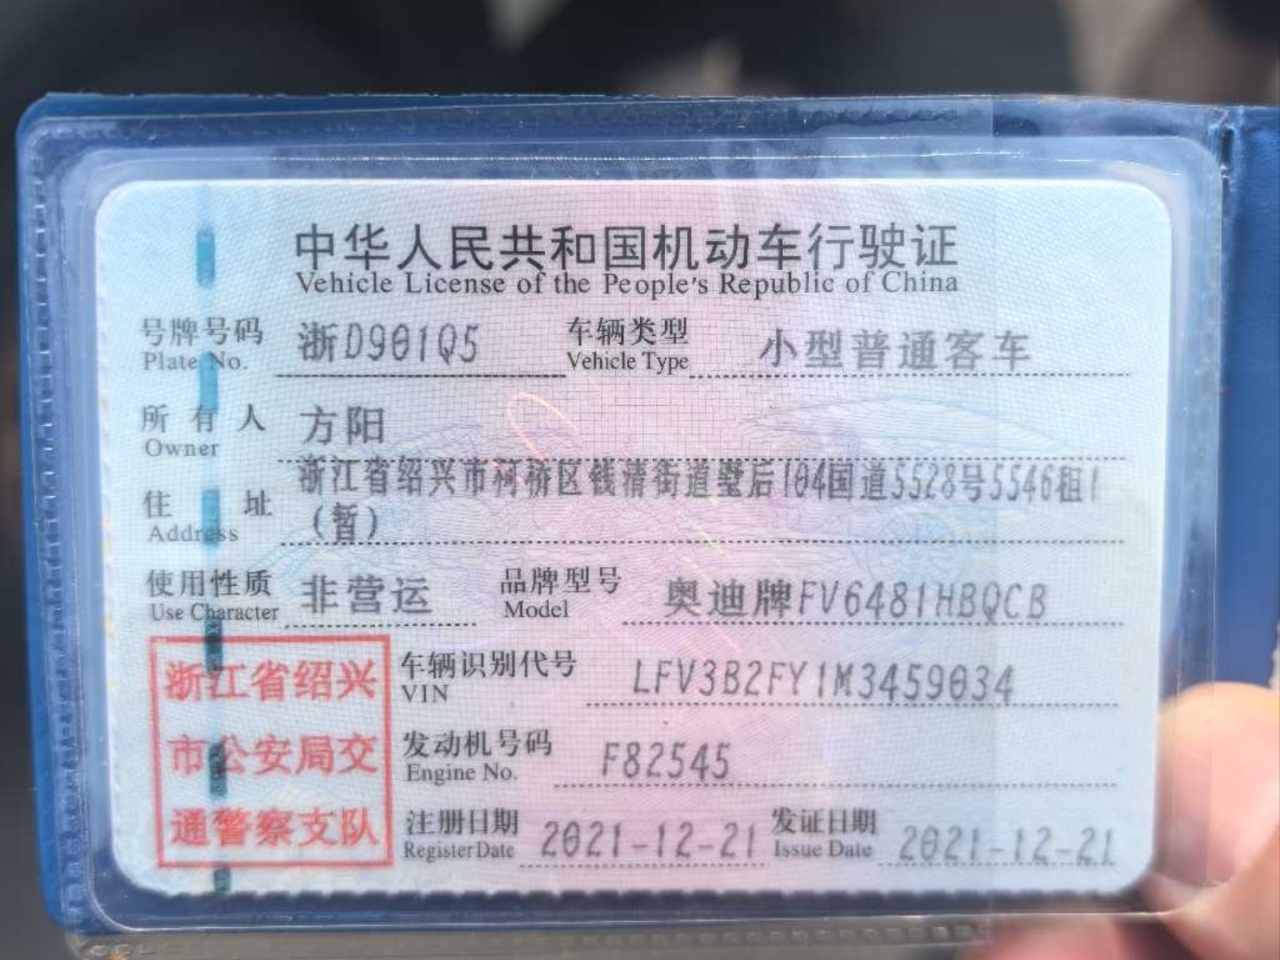 中华人民共和国机动车行驶证
Vehicle License of the People's Republic of China
号牌号码 浙D901Q5 车辆类型 小型普通客车
Plate No. Vehicle Type
所有人 方阳
Owner
浙江省绍兴市柯桥区钱清街道墅后104国道5528号5546租1
住址 (暂)
Address
使用性质 非营运 品牌型号 奥迪牌FV6481HBQCB
Use Character Model
浙江省绍兴
市公安局交
通警察支队
车辆识别代号 LFV3B2FY1M3459034
VIN
发动机号码 F82545
Engine No.
注册日期 2021-12-21 发证日期 2021-12-21
Register Date Issue Date